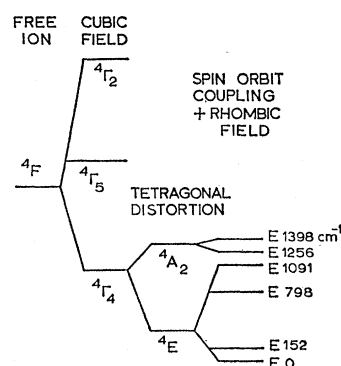 FREE
ION
CUBIC
FIELD
⁴Γ2
SPIN ORBIT
COUPLING
+ RHOMBIC
FIELD
⁴F
⁴Γ5
TETRAGONAL
DISTORTION
⁴Γ4
⁴A2
E 1398 cm⁻¹
E 1256
E 1091
E 798
⁴E
E 152
E 0